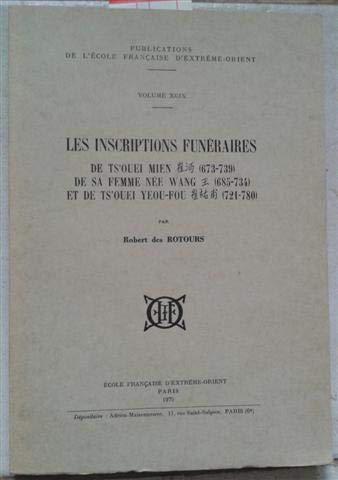 PUBLICATIONS
DE L'ÉCOLE FRANÇAISE D'EXTRÊME-ORIENT
VOLUME XCIX
LES INSCRIPTIONS FUNÉRAIRES
DE TS'OUEI MIEN 崔沔 (673-739)
DE SA FEMME NÉE WANG 王 (685-734)
ET DE TS'OUEI YEOU-FOU 崔祐甫 (721-780)
PAR
Robert des ROTOURS
ÉCOLE FRANÇAISE D'EXTRÊME-ORIENT
PARIS
Dépositaire : Adrien-Maisonneuve, 11, rue Saint-Sulpice, PARIS (6e)